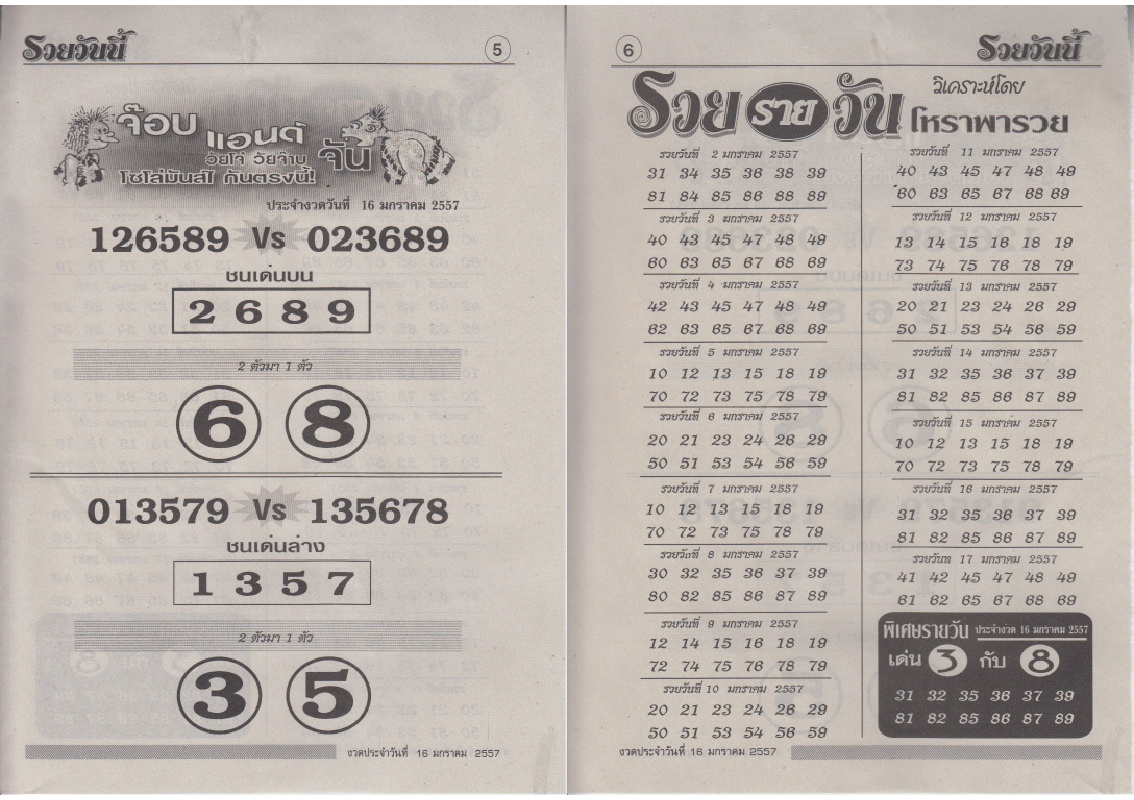 รวยวันนี้
5
จ๊อบ แอนด์ จัน
วัยโก๋ วัยจ๊าบ
โชโล่มันส์ๆ กันตรงนี้!
ประจำงวดวันที่ 16 มกราคม 2557
126589 Vs 023689
ชนเด่นบน
2 6 8 9
2 ตัวมา 1 ตัว
6 8
013579 Vs 135678
ชนเด่นล่าง
1 3 5 7
2 ตัวมา 1 ตัว
3 5
งวดประจำวันที่ 16 มกราคม 2557
6
รวยวันนี้
รวย ราย วัน
วิเคราะห์โดย
โหราพารวย
รวยวันที่ 2 มกราคม 2557
31 34 35 36 38 39
81 84 85 86 88 89
รวยวันที่ 3 มกราคม 2557
40 43 45 47 48 49
60 63 65 67 68 69
รวยวันที่ 4 มกราคม 2557
42 43 45 47 48 49
62 63 65 67 68 69
รวยวันที่ 5 มกราคม 2557
10 12 13 15 18 19
70 72 73 75 78 79
รวยวันที่ 6 มกราคม 2557
20 21 23 24 26 29
50 51 53 54 56 59
รวยวันที่ 7 มกราคม 2557
10 12 13 15 18 19
70 72 73 75 78 79
รวยวัถที่ 8 มกราคม 2557
30 32 35 36 37 39
80 82 85 86 87 89
รวยวันที่ 9 มกราคม 2557
12 14 15 16 18 19
72 74 75 76 78 79
รวยวันที่ 10 มกราคม 2557
20 21 23 24 26 29
50 51 53 54 56 59
รวยวันที่ 11 มกราคม 2557
40 43 45 47 48 49
60 63 65 67 68 69
รวยวันที่ 12 มกราคม 2557
13 14 15 16 18 19
73 74 75 76 78 79
รวยวันที่ 13 มกราคม 2557
20 21 23 24 26 29
50 51 53 54 56 59
รวยวันที่ 14 มกราคม 2557
31 32 35 36 37 39
81 82 85 86 87 89
รวยวันที่ 15 มกราคม 2557
10 12 13 15 18 19
70 72 73 75 78 79
รวยวันที่ 16 มกราคม 2557
31 32 35 36 37 39
81 82 85 86 87 89
รวยวันที่ 17 มกราคม 2557
41 42 45 47 48 49
61 62 65 67 68 69
พิเศษรายวัน ประจำงวด 16 มกราคม 2557
เด่น 3 กับ 8
31 32 35 36 37 39
81 82 85 86 87 89
งวดประจำวันที่ 16 มกราคม 2557